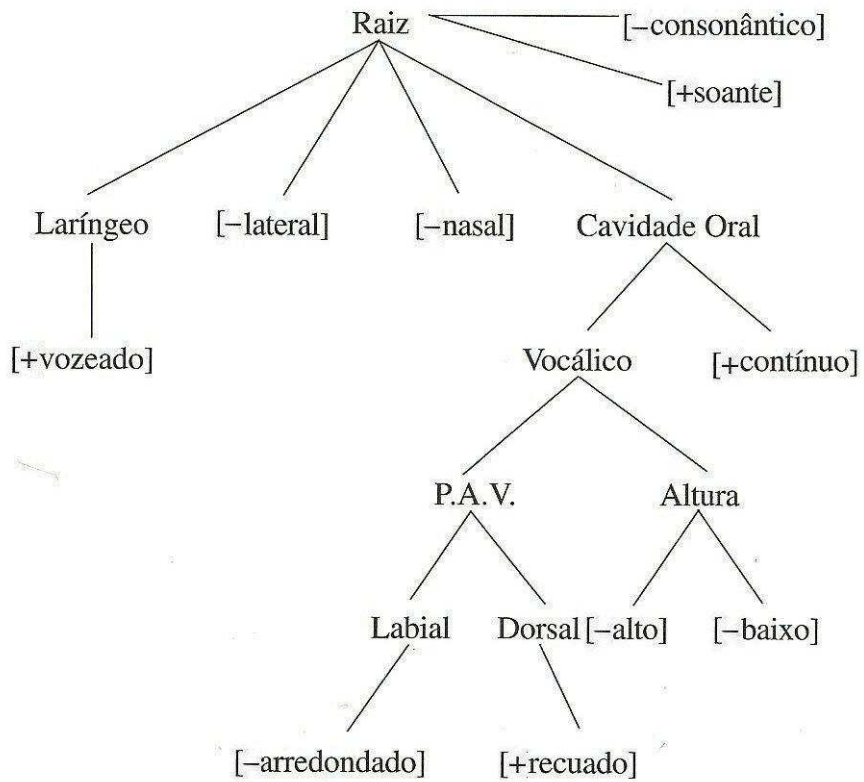 Raiz [−consonântico]
[+soante]
Laríngeo [−lateral] [−nasal] Cavidade Oral
[+vozeado] Vocálico [+contínuo]
P.A.V. Altura
Labial Dorsal [−alto] [−baixo]
[−arredondado] [+recuado]